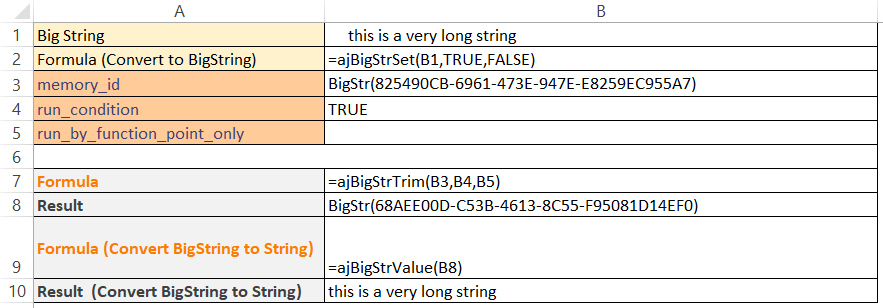 A B
1 Big String this is a very long string
2 Formula (Convert to BigString) =ajBigStrSet(B1,TRUE,FALSE)
3 memory_id BigStr(825490CB-6961-473E-947E-E8259EC955A7)
4 run_condition TRUE
5 run_by_function_point_only
6
7 Formula =ajBigStrTrim(B3,B4,B5)
8 Result BigStr(68AEE00D-C53B-4613-8C55-F95081D14EF0)
9 Formula (Convert BigString to String) =ajBigStrValue(B8)
10 Result (Convert BigString to String) this is a very long string